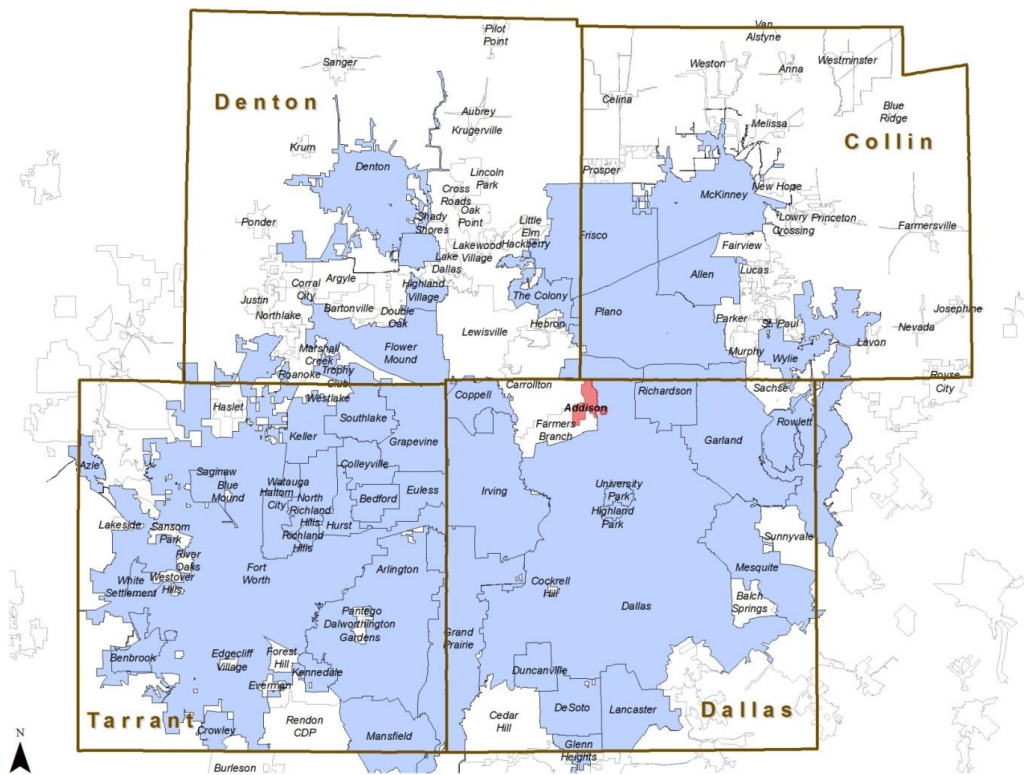 Pilot
Point
Van
Alstyne
Sanger
Weston
Anna
Westminster
Denton
Celina
Blue
Ridge
Aubrey
Krugerville
Melissa
Collin
Krum
Denton
Lincoln
Park
Prosper
Cross
Roads
McKinney
New Hope
Ponder
Shady
Shores
Oak
Point
Little
Elm
Lowry
Crossing
Princeton
Farmersville
Frisco
Lakewood
Village
Hackberry
Fairview
Lake
Dallas
Argyle
Allen
Lucas
Corral
City
Highland
Village
The Colony
Justin
Bartonville
Double
Oak
Northlake
Plano
Parker
St. Paul
Josephine
Hebron
Lewisville
Nevada
Lavon
Marshall
Creek
Flower
Mound
Murphy
Wylie
Roanoke
Trophy
Club
Royse
City
Westlake
Carrollton
Richardson
Sachse
Haslet
Coppell
Addison
Southlake
Farmers
Branch
Rowlett
Keller
Grapevine
Garland
Azle
Colleyville
Saginaw
Blue
Mound
Watauga
Haltom
City
North
Richland
Hills
Bedford
Euless
Irving
University
Park
Highland
Park
Lakeside
Sansom
Park
Hurst
Richland
Hills
Sunnyvale
River
Oaks
Fort
Worth
Arlington
Mesquite
White
Settlement
Westover
Hills
Cockrell
Hill
Dallas
Balch
Springs
Pantego
Dalworthington
Gardens
Grand
Prairie
Benbrook
Edgecliff
Village
Forest
Hill
Kennedale
Duncanville
Everman
DeSoto
Lancaster
Tarrant
Rendon
CDP
Cedar
Hill
Dallas
Crowley
Mansfield
Glenn
Heights
N
Burleson